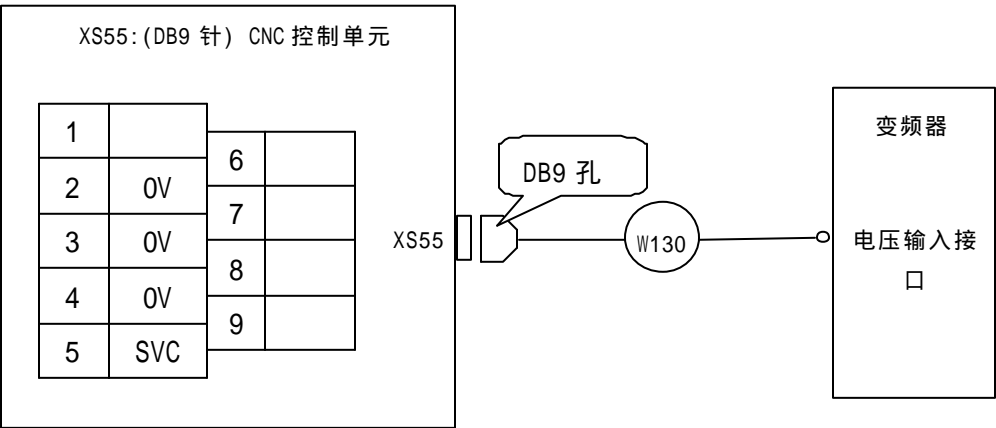 XS55:(DB9 针) CNC 控制单元
1
2 0V
3 0V
4 0V
5 SVC
6
7
8
9
XS55
DB9 孔
W130
变频器
电压输入接
口